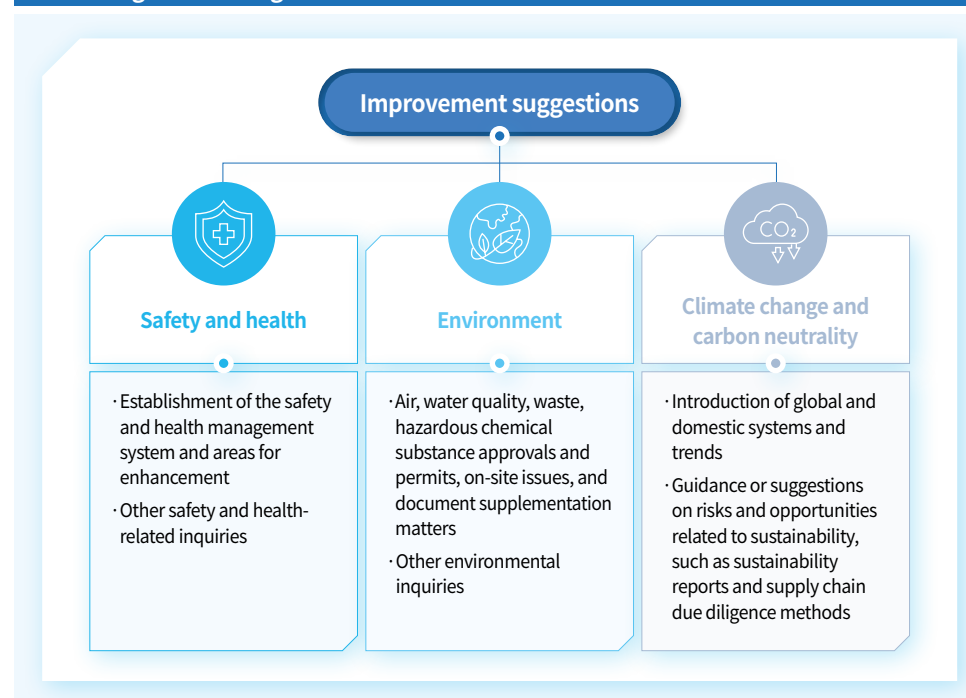 Improvement suggestions
CO₂
Safety and health
Environment
Climate change and
carbon neutrality
· Establishment of the safety
and health management
system and areas for
enhancement
· Other safety and health-
related inquiries
· Air, water quality, waste,
hazardous chemical
substance approvals and
permits, on-site issues, and
document supplementation
matters
· Other environmental
inquiries
· Introduction of global and
domestic systems and
trends
· Guidance or suggestions
on risks and opportunities
related to sustainability,
such as sustainability
reports and supply chain
due diligence methods